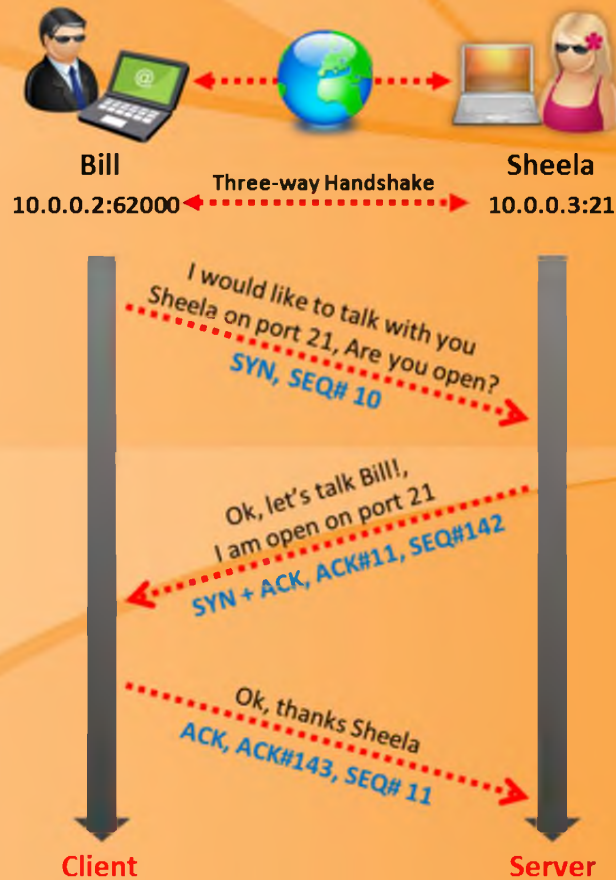 @
Bill
Sheela
10.0.0.2:62000
Three-way Handshake
10.0.0.3:21
I would like to talk with you
Sheela on port 21, Are you open?
SYN, SEQ# 10
Ok, let's talk Bill!,
I am open on port 21
SYN + ACK, ACK#11, SEQ#142
Ok, thanks Sheela
ACK, ACK#143, SEQ# 11
Client
Server